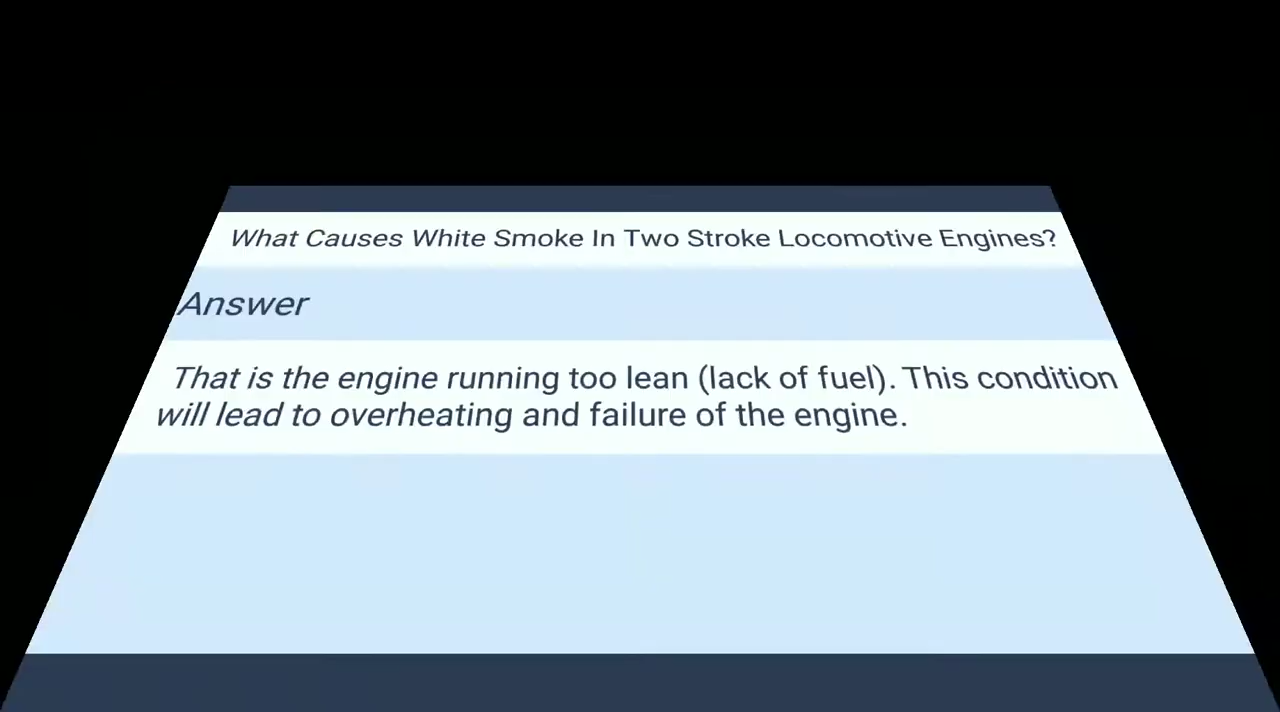 What Causes White Smoke In Two Stroke Locomotive Engines?
Answer
That is the engine running too lean (lack of fuel). This condition
will lead to overheating and failure of the engine.